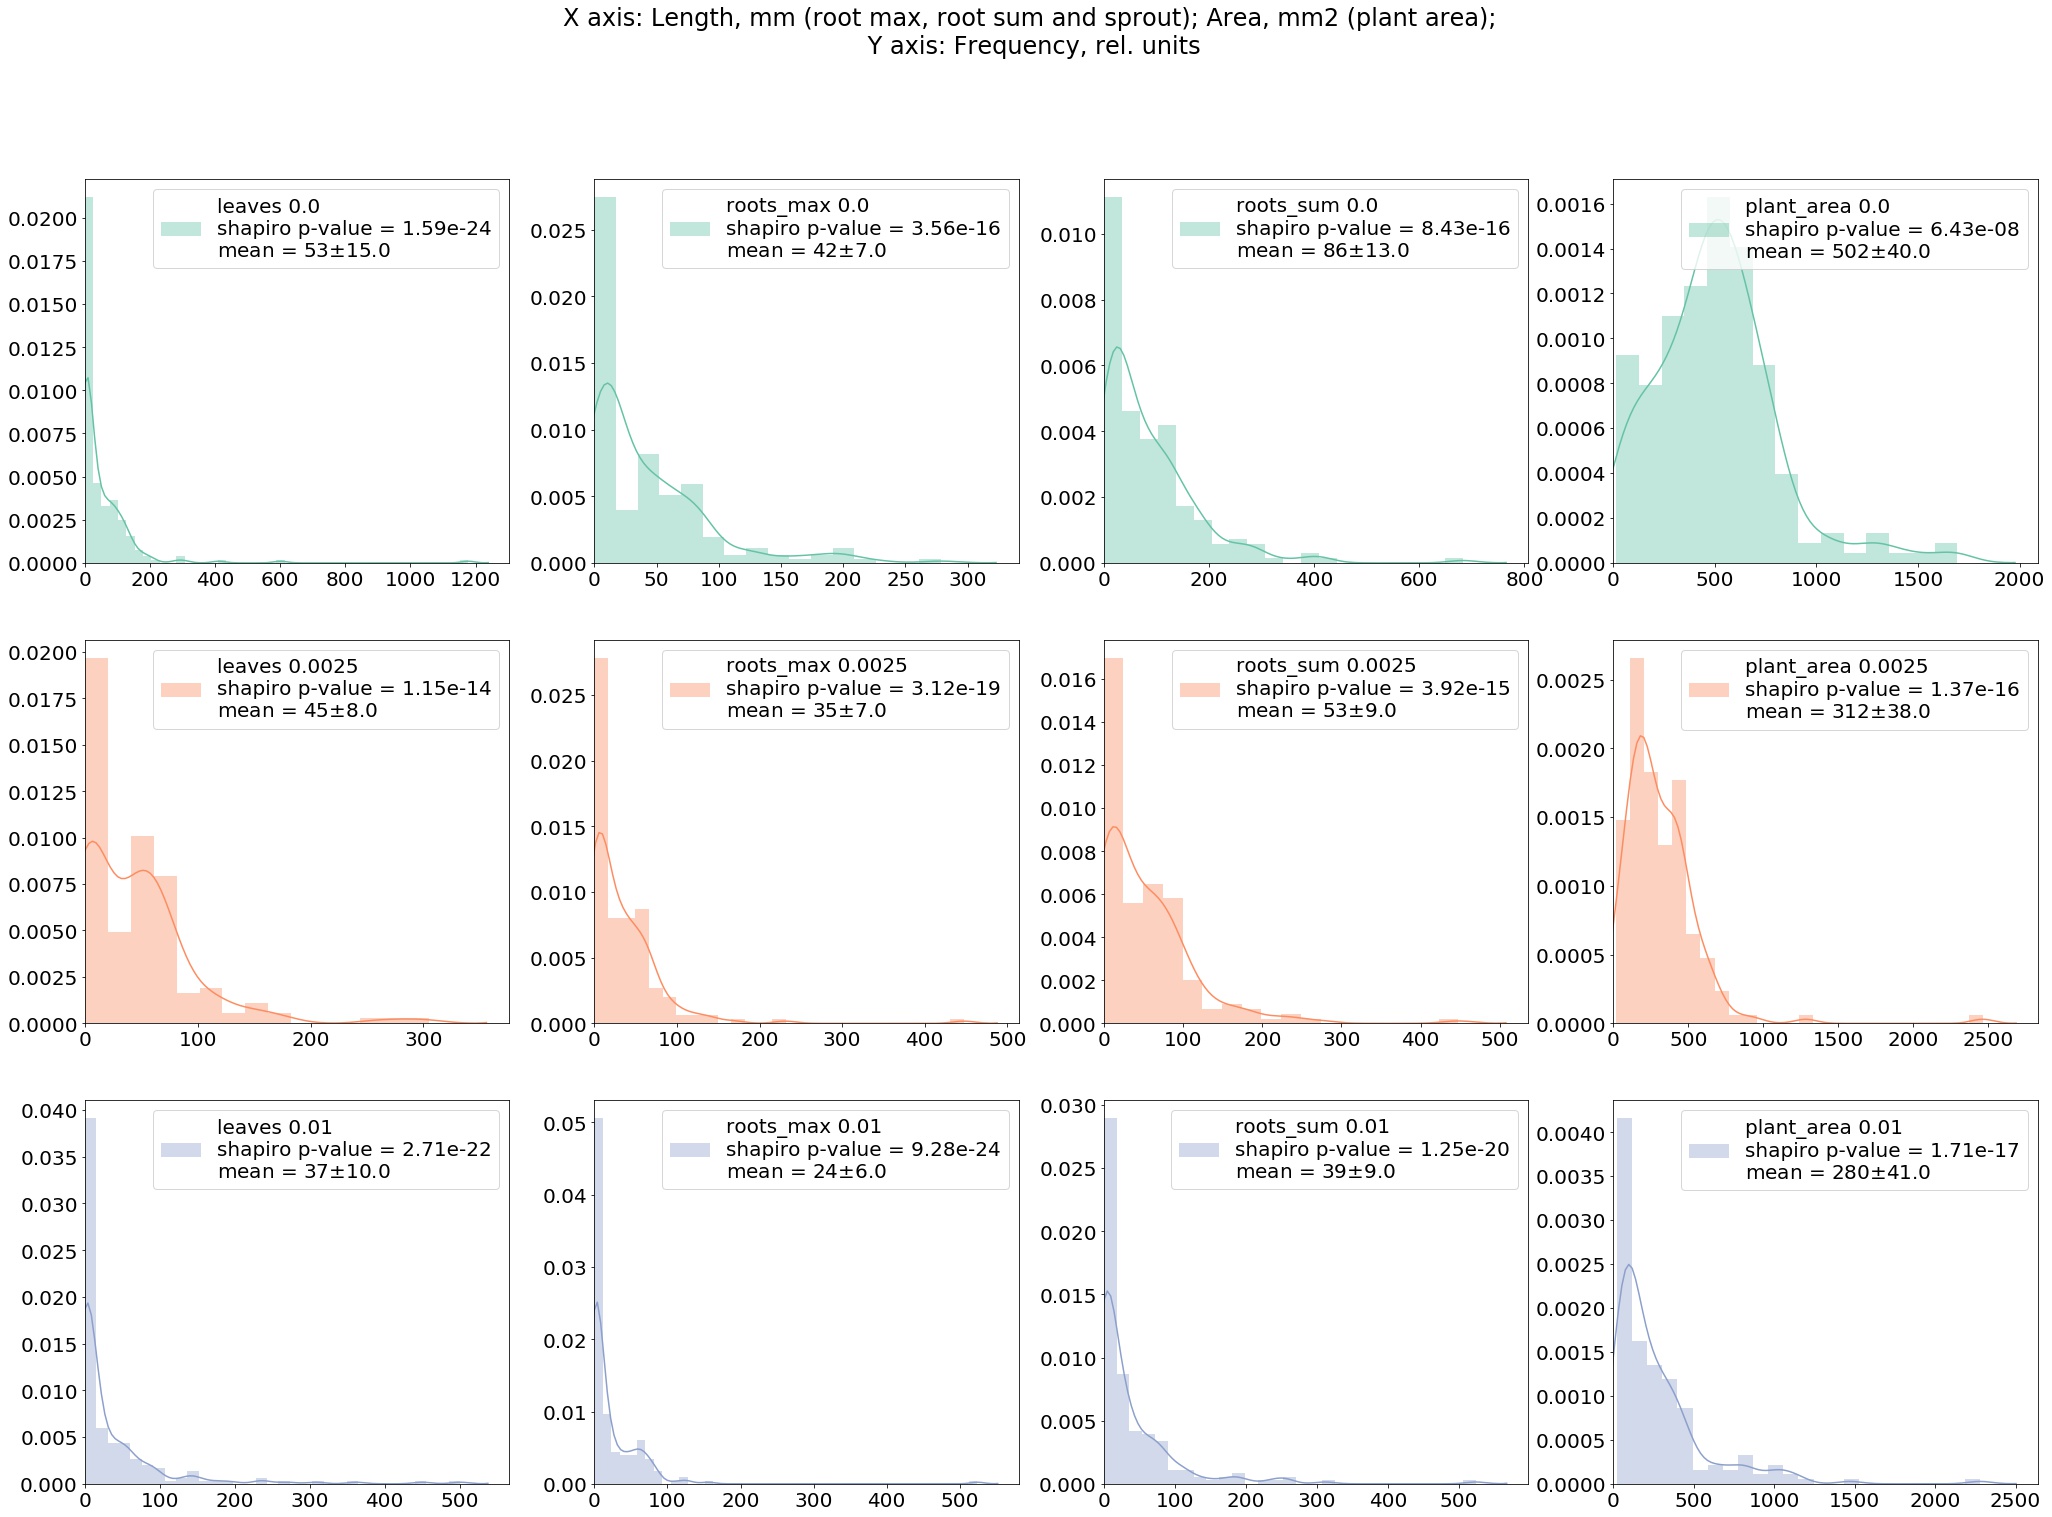 X axis: Length, mm (root max, root sum and sprout); Area, mm2 (plant area);
Y axis: Frequency, rel. units
leaves 0.0
shapiro p-value = 1.59e-24
mean = 53±15.0
0.0200
0.0175
0.0150
0.0125
0.0100
0.0075
0.0050
0.0025
0.0000
0 200 400 600 800 1000 1200
roots_max 0.0
shapiro p-value = 3.56e-16
mean = 42±7.0
0.025
0.020
0.015
0.010
0.005
0.000
0 50 100 150 200 250 300
roots_sum 0.0
shapiro p-value = 8.43e-16
mean = 86±13.0
0.010
0.008
0.006
0.004
0.002
0.000
0 200 400 600 800
plant_area 0.0
shapiro p-value = 6.43e-08
mean = 502±40.0
0.0016
0.0014
0.0012
0.0010
0.0008
0.0006
0.0004
0.0002
0.0000
0 500 1000 1500 2000
leaves 0.0025
shapiro p-value = 1.15e-14
mean = 45±8.0
0.0200
0.0175
0.0150
0.0125
0.0100
0.0075
0.0050
0.0025
0.0000
0 100 200 300
roots_max 0.0025
shapiro p-value = 3.12e-19
mean = 35±7.0
0.025
0.020
0.015
0.010
0.005
0.000
0 100 200 300 400 500
roots_sum 0.0025
shapiro p-value = 3.92e-15
mean = 53±9.0
0.016
0.014
0.012
0.010
0.008
0.006
0.004
0.002
0.000
0 100 200 300 400 500
plant_area 0.0025
shapiro p-value = 1.37e-16
mean = 312±38.0
0.0025
0.0020
0.0015
0.0010
0.0005
0.0000
0 500 1000 1500 2000 2500
leaves 0.01
shapiro p-value = 2.71e-22
mean = 37±10.0
0.040
0.035
0.030
0.025
0.020
0.015
0.010
0.005
0.000
0 100 200 300 400 500
roots_max 0.01
shapiro p-value = 9.28e-24
mean = 24±6.0
0.05
0.04
0.03
0.02
0.01
0.00
0 100 200 300 400 500
roots_sum 0.01
shapiro p-value = 1.25e-20
mean = 39±9.0
0.030
0.025
0.020
0.015
0.010
0.005
0.000
0 100 200 300 400 500
plant_area 0.01
shapiro p-value = 1.71e-17
mean = 280±41.0
0.0040
0.0035
0.0030
0.0025
0.0020
0.0015
0.0010
0.0005
0.0000
0 500 1000 1500 2000 2500